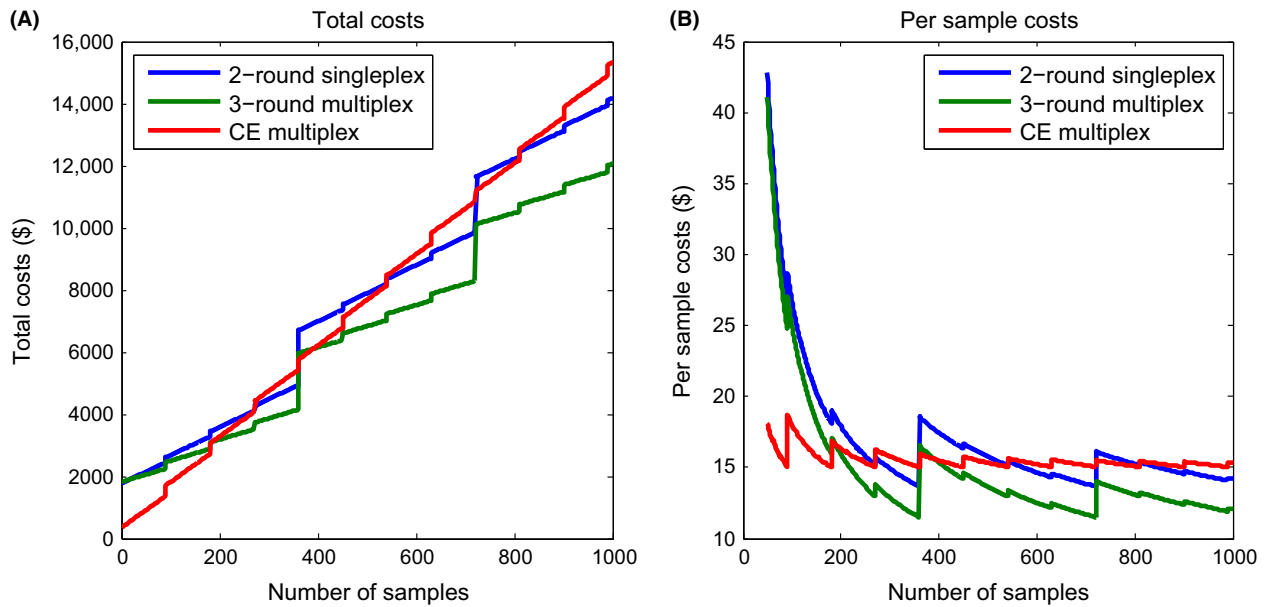 (A)
Total costs
16,000
14,000
12,000
10,000
8000
6000
4000
2000
0
Total costs ($)
2−round singleplex
3−round multiplex
CE multiplex
0 200 400 600 800 1000
Number of samples
(B)
Per sample costs
45
40
35
30
25
20
15
10
Per sample costs ($)
2−round singleplex
3−round multiplex
CE multiplex
0 200 400 600 800 1000
Number of samples